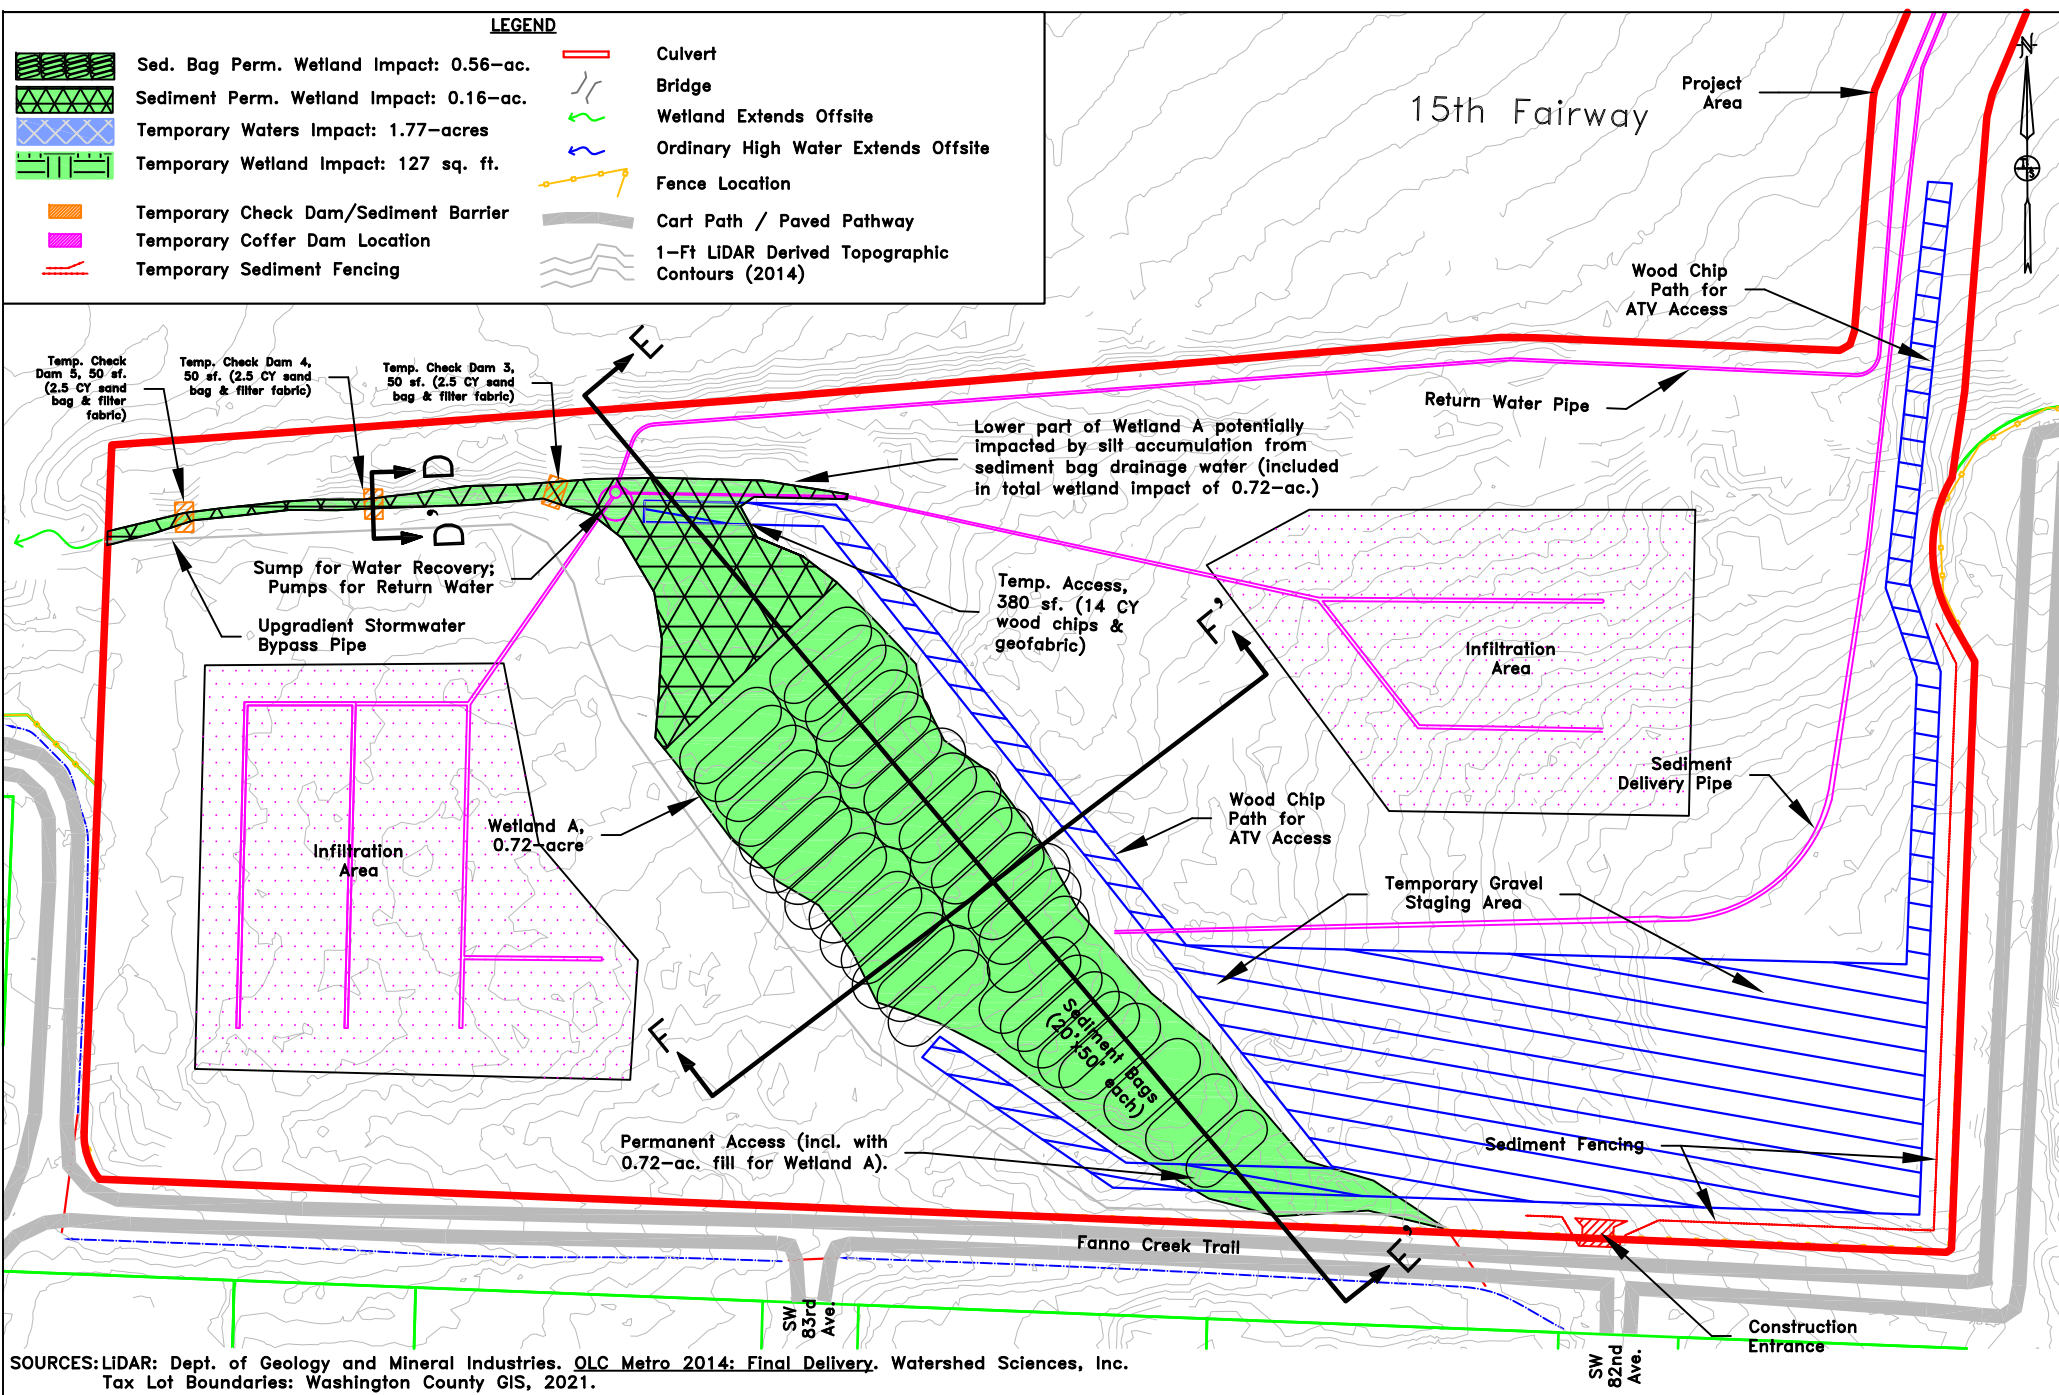 LEGEND
Sed. Bag Perm. Wetland Impact: 0.56-ac.
Sediment Perm. Wetland Impact: 0.16-ac.
Temporary Waters Impact: 1.77-acres
Temporary Wetland Impact: 127 sq. ft.
Temporary Check Dam/Sediment Barrier
Temporary Coffer Dam Location
Temporary Sediment Fencing
Culvert
Bridge
Wetland Extends Offsite
Ordinary High Water Extends Offsite
Fence Location
Cart Path / Paved Pathway
1-Ft LiDAR Derived Topographic
Contours (2014)
15th Fairway
Project
Area
N
S
Wood Chip
Path for
ATV Access
Temp. Check
Dam 5, 50 sf.
(2.5 CY sand
bag & filter
fabric)
Temp. Check Dam 4,
50 sf. (2.5 CY sand
bag & filter fabric)
Temp. Check Dam 3,
50 sf. (2.5 CY sand
bag & filter fabric)
E
Return Water Pipe
Lower part of Wetland A potentially
impacted by silt accumulation from
sediment bag drainage water (included
in total wetland impact of 0.72-ac.)
D
D'
Sump for Water Recovery;
Pumps for Return Water
Upgradient Stormwater
Bypass Pipe
Temp. Access,
380 sf. (14 CY
wood chips &
geofabric)
F'
Infiltration
Area
Sediment
Delivery Pipe
Wetland A,
0.72-acre
Wood Chip
Path for
ATV Access
Infiltration
Area
Temporary Gravel
Staging Area
F
Sediment Bags
(20'x50' each)
Permanent Access (incl. with
0.72-ac. fill for Wetland A).
Sediment Fencing
E'
Fanno Creek Trail
SW
83rd
Ave.
Construction
Entrance
SW
82nd
Ave.
SOURCES: LiDAR: Dept. of Geology and Mineral Industries. OLC Metro 2014: Final Delivery. Watershed Sciences, Inc.
Tax Lot Boundaries: Washington County GIS, 2021.